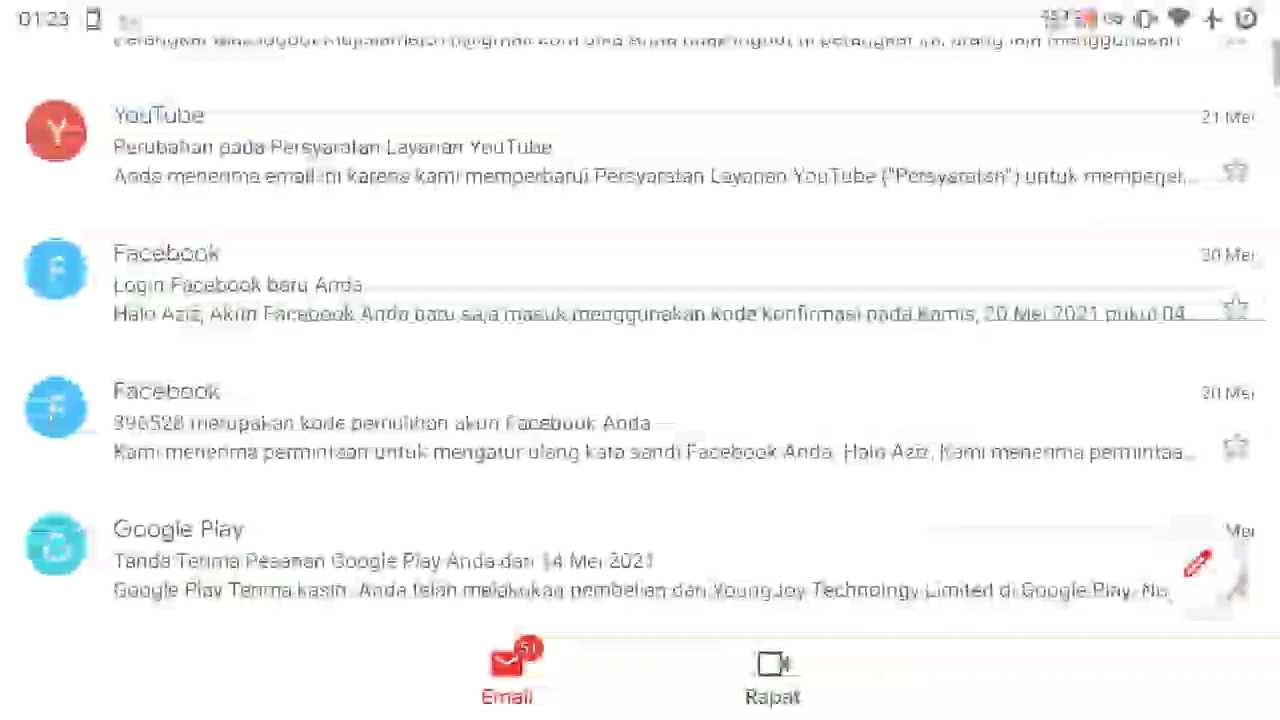 01:23
YouTube
21 Mei
Perubahan pada Persyaratan Layanan YouTube
Anda menerima email ini karena kami memperbarui Persyaratan Layanan YouTube ("Persyaratan") untuk memperjel...
Facebook
20 Mei
Login Facebook baru Anda
Halo Aziz, Akun Facebook Anda baru saja masuk menggunakan kode konfirmasi pada Kamis, 20 Mei 2021 pukul 04...
Facebook
20 Mei
396528 merupakan kode pemulihan akun Facebook Anda
Kami menerima permintaan untuk mengatur ulang kata sandi Facebook Anda. Halo Aziz, Kami menerima permintaa...
Google Play
Mei
Tanda Terima Pesanan Google Play Anda dari 14 Mei 2021
Google Play Terima kasih. Anda telah melakukan pembelian dari YoungJoy Technology Limited di Google Play. No
51
Email
Rapat